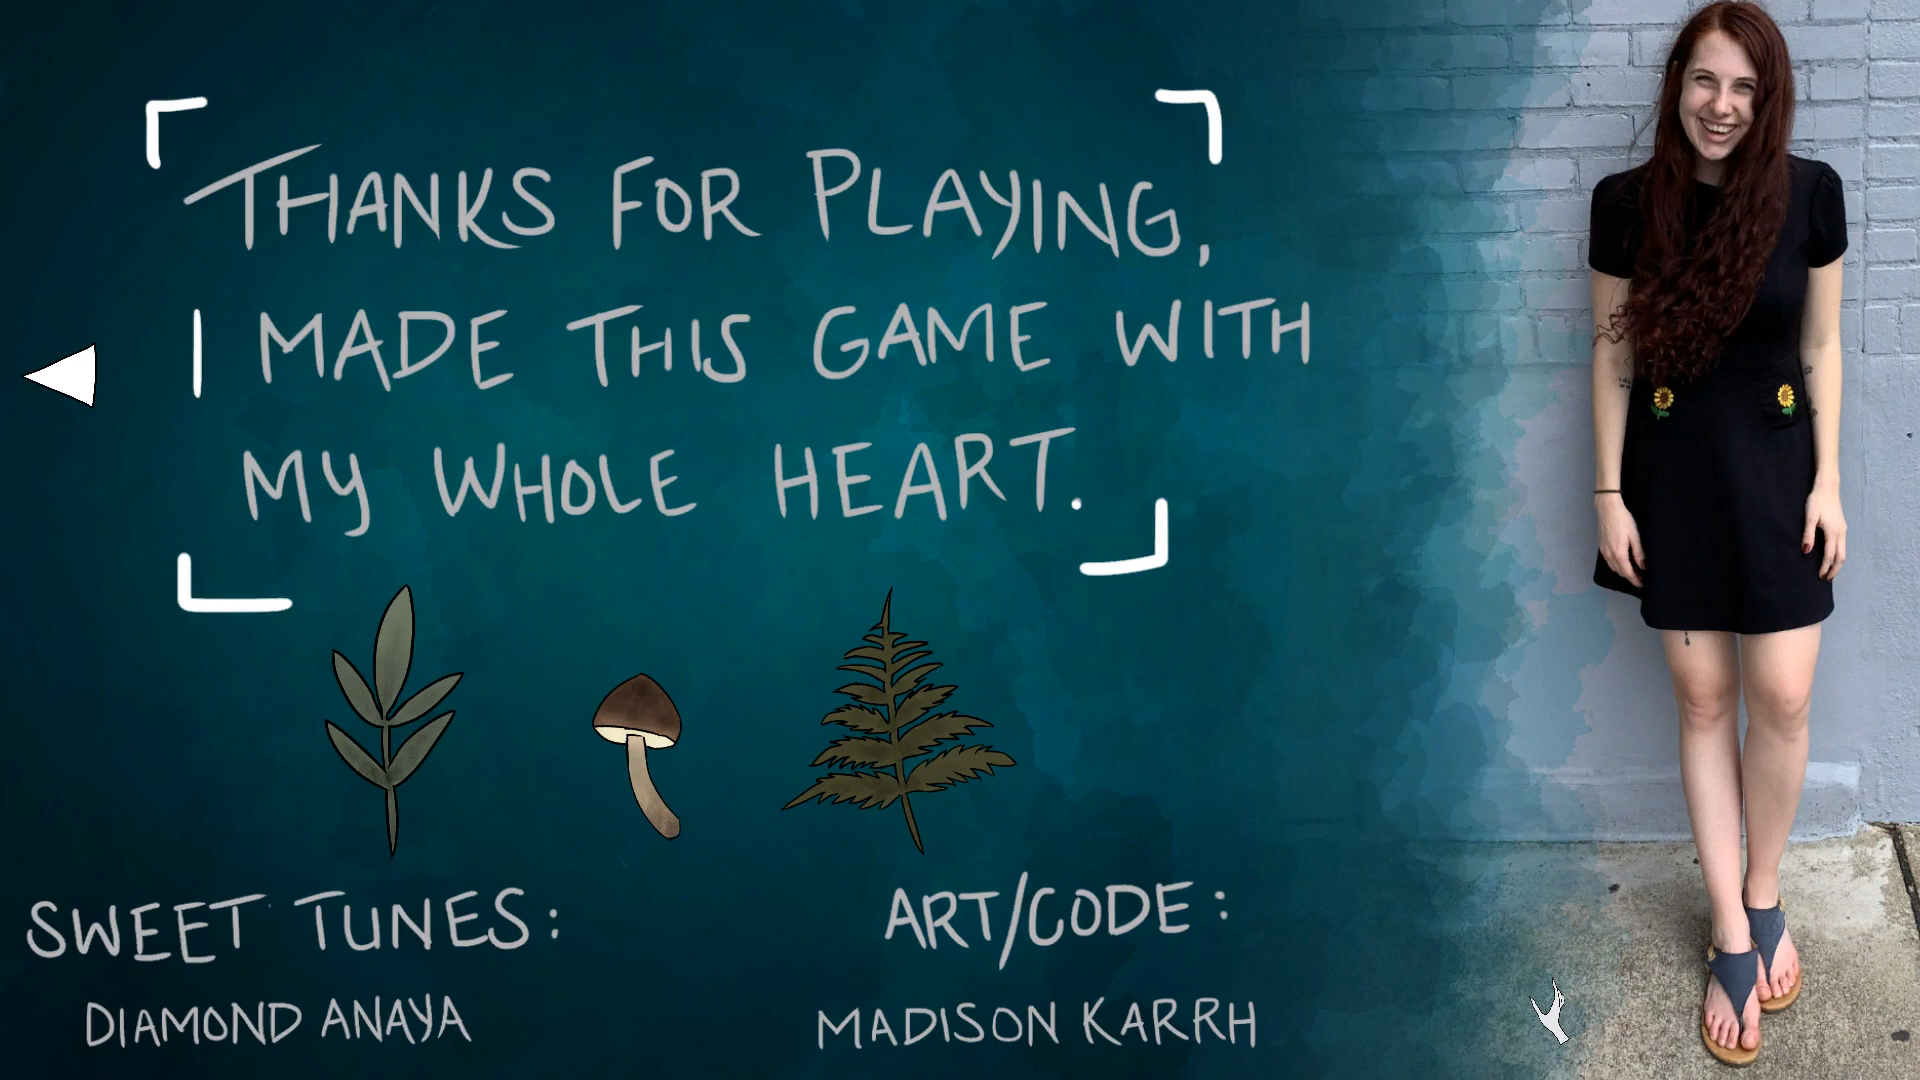 THANKS FOR PLAYING,
I MADE THIS GAME WITH
MY WHOLE HEART.
SWEET TUNES:
DIAMOND ANAYA
ART/CODE:
MADISON KARRH